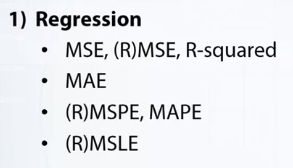 1) Regression
• MSE, (R)MSE, R-squared
• MAE
• (R)MSPE, MAPE
• (R)MSLE